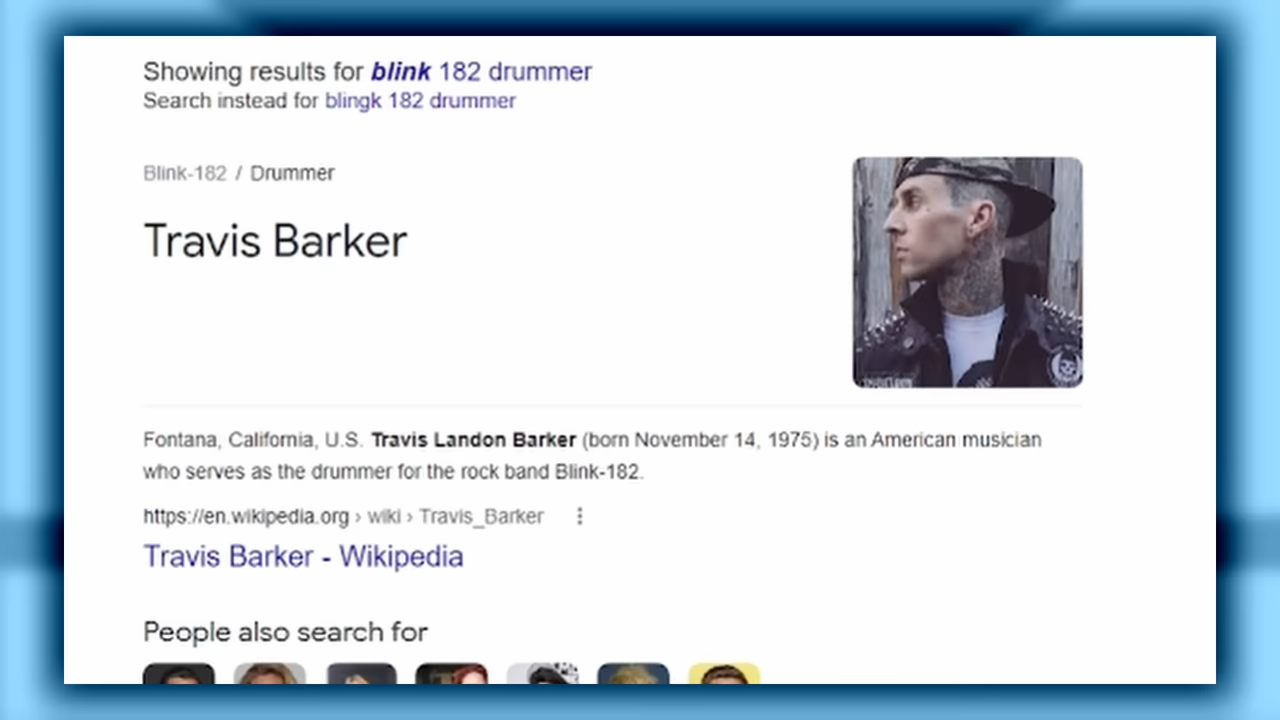 Showing results for blink 182 drummer
Search instead for blingk 182 drummer
Blink-182 / Drummer
Travis Barker
Fontana, California, U.S. Travis Landon Barker (born November 14, 1975) is an American musician
who serves as the drummer for the rock band Blink-182.
https://en.wikipedia.org › wiki › Travis_Barker
Travis Barker - Wikipedia
People also search for